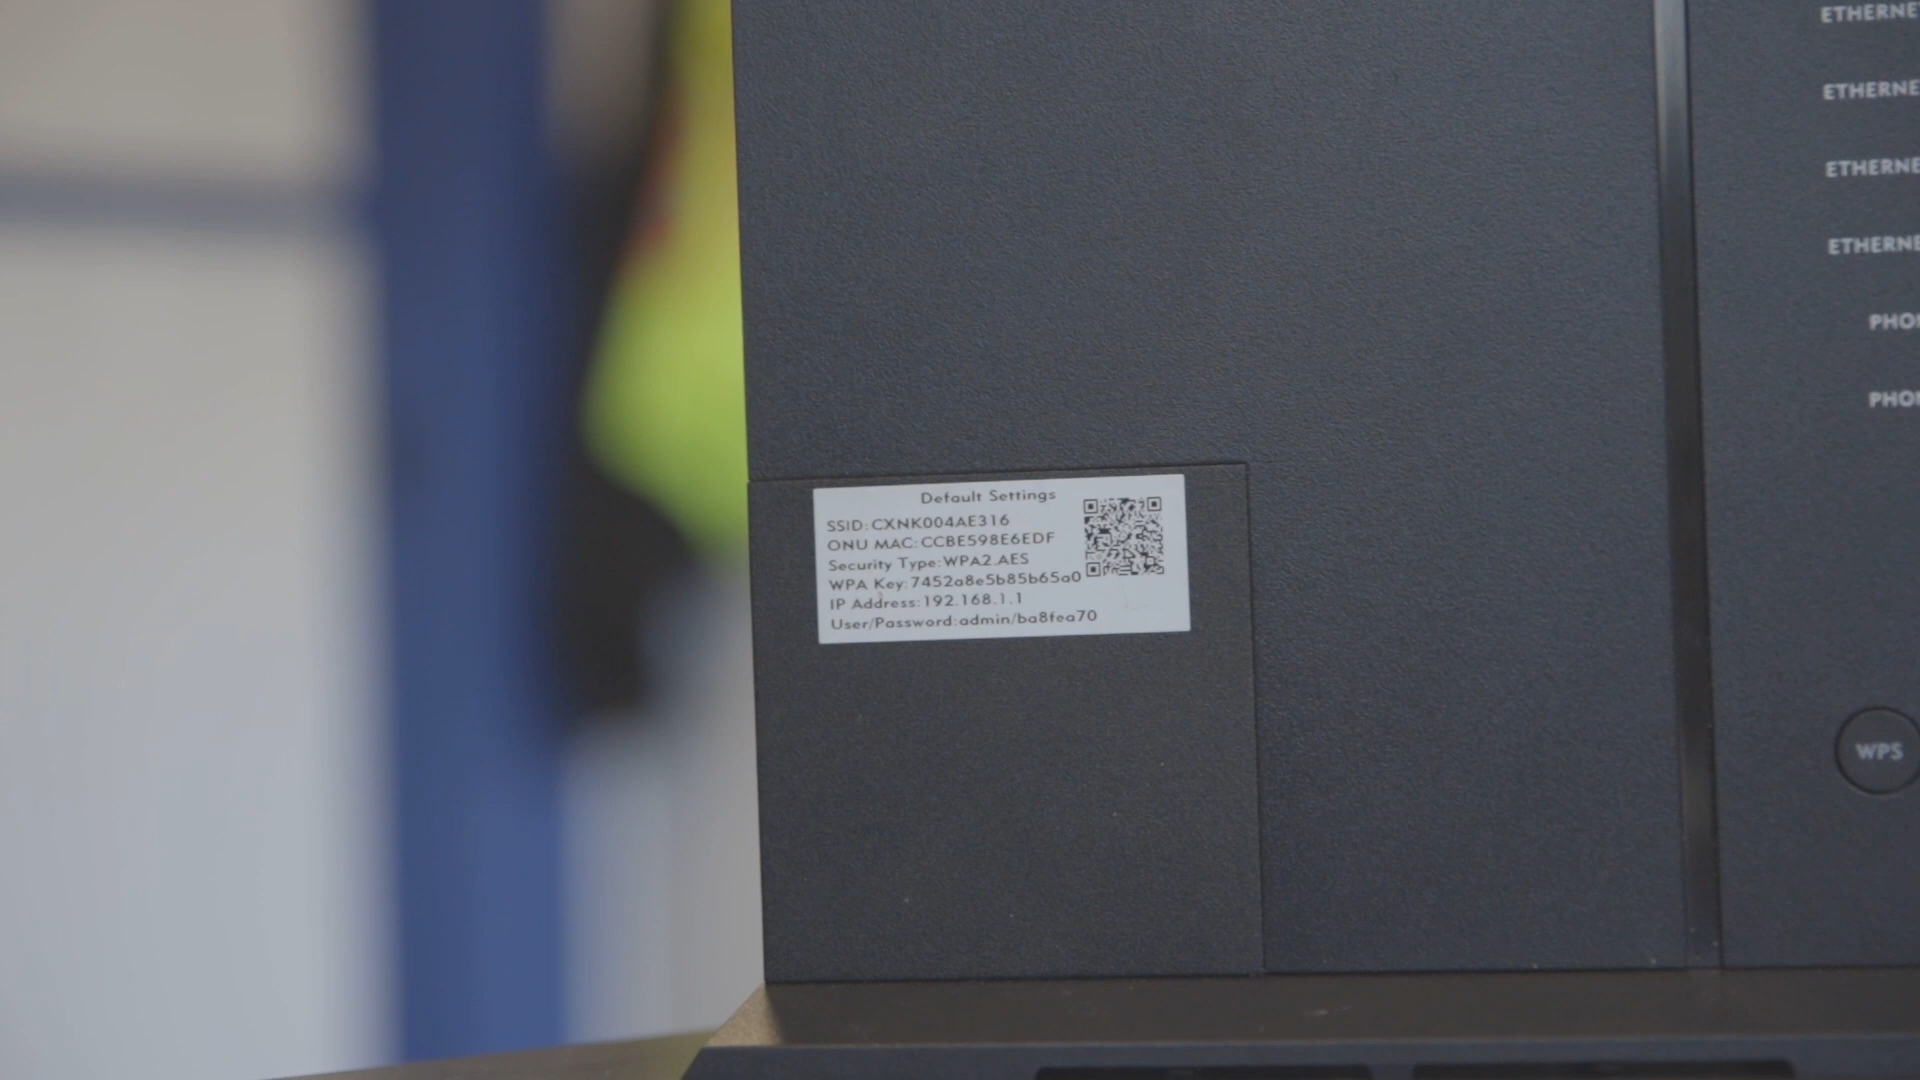 Default Settings
SSID:CXNK004AE316
ONU MAC:CCBE598E6EDF
Security Type:WPA2.AES
WPA Key:7452a8e5b85b65a0
IP Address:192.168.1.1
User/Password:admin/ba8fea70
ETHERNE
ETHERNE
ETHERNE
ETHERNE
PHO
PHO
WPS